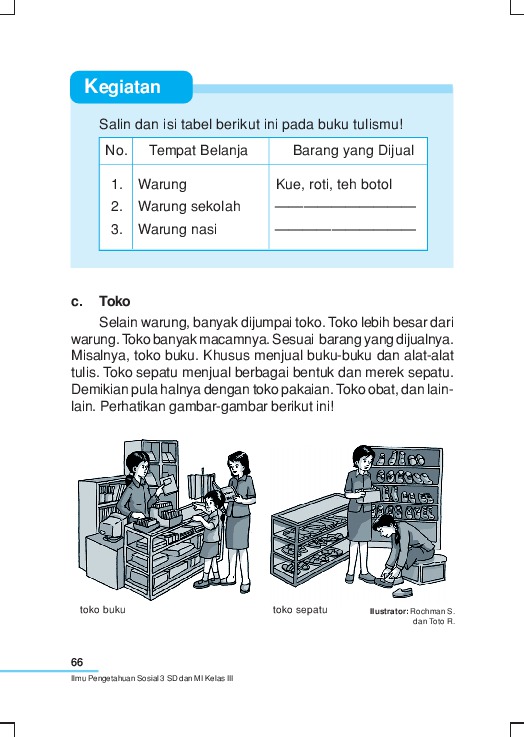 Kegiatan
Salin dan isi tabel berikut ini pada buku tulismu!
No. Tempat Belanja Barang yang Dijual
1. Warung Kue, roti, teh botol
2. Warung sekolah
3. Warung nasi
c. Toko
Selain warung, banyak dijumpai toko. Toko lebih besar dari
warung. Toko banyak macamnya. Sesuai barang yang dijualnya.
Misalnya, toko buku. Khusus menjual buku-buku dan alat-alat
tulis. Toko sepatu menjual berbagai bentuk dan merek sepatu.
Demikian pula halnya dengan toko pakaian. Toko obat, dan lain-
lain. Perhatikan gambar-gambar berikut ini!
toko buku
toko sepatu
Ilustrator: Rochman S.
dan Toto R.
66
Ilmu Pengetahuan Sosial 3 SD dan MI Kelas III